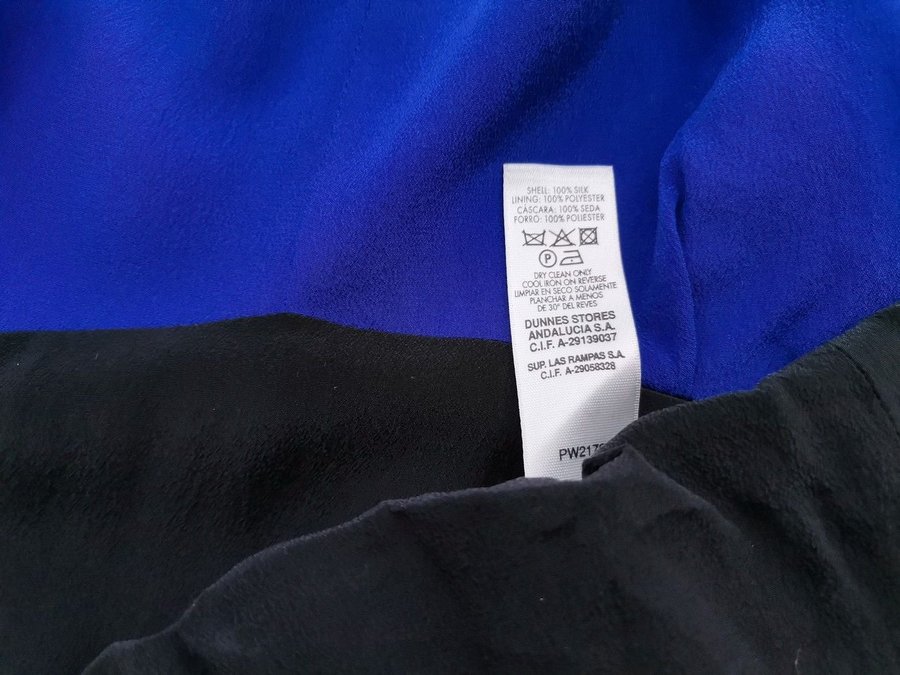 SHELL: 100% SILK
LINING: 100% POLYESTER
CÁSCARA: 100% SEDA
FORRO: 100% POLIESTER
P
DRY CLEAN ONLY
COOL IRON ON REVERSE
LIMPIAR EN SECO SOLAMENTE
PLANCHAR A MENOS
DE 30° DEL REVES
DUNNES STORES
ANDALUCIA S.A.
C.I.F. A-29139037
SUP. LAS RAMPAS S.A.
C.I.F. A-29058328